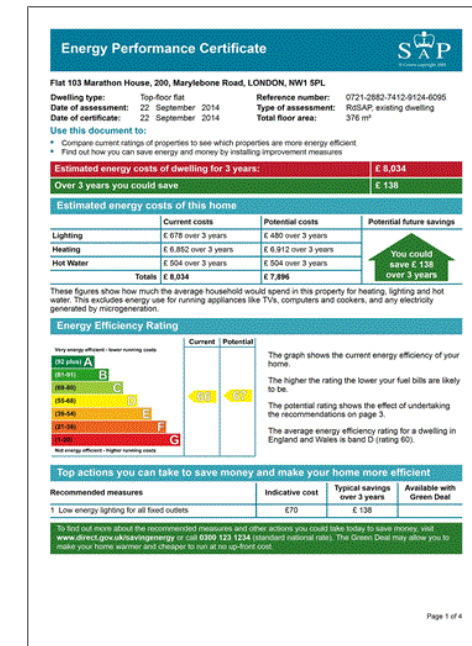 Energy Performance Certificate
SAP
Flat 103 Marathon House, 200, Marylebone Road, LONDON, NW1 5PL
Dwelling type: Top-floor flat
Date of assessment: 22 September 2014
Date of certificate: 22 September 2014
Reference number: 0721-2882-7412-9124-6095
Type of assessment: RdSAP, existing dwelling
Total floor area: 376 m²
Use this document to:
• Compare current ratings of properties to see which properties are more energy efficient
• Find out how you can save energy and money by installing improvement measures
Estimated energy costs of dwelling for 3 years: £ 8,034
Over 3 years you could save £ 138
Estimated energy costs of this home
Current costs Potential costs Potential future savings
Lighting £ 678 over 3 years £ 480 over 3 years
Heating £ 6,852 over 3 years £ 6,912 over 3 years
Hot Water £ 504 over 3 years £ 504 over 3 years
Totals £ 8,034 £ 7,896
You could
save £ 138
over 3 years
These figures show how much the average household would spend in this property for heating, lighting and hot
water. This excludes energy use for running appliances like TVs, computers and cookers, and any electricity
generated by microgeneration.
Energy Efficiency Rating
Current Potential
Very energy efficient - lower running costs
(92 plus) A
(81-91) B
(69-80) C
(55-68) D
(39-54) E
(21-38) F
(1-20) G
Not energy efficient - higher running costs
66 67
The graph shows the current energy efficiency of your
home.
The higher the rating the lower your fuel bills are likely
to be.
The potential rating shows the effect of undertaking
the recommendations on page 3.
The average energy efficiency rating for a dwelling in
England and Wales is band D (rating 60).
Top actions you can take to save money and make your home more efficient
Recommended measures Indicative cost Typical savings over 3 years Available with Green Deal
1 Low energy lighting for all fixed outlets £70 £ 138
To find out more about the recommended measures and other actions you could take today to save money, visit
www.direct.gov.uk/savingenergy or call 0300 123 1234 (standard national rate). The Green Deal may allow you to
make your home warmer and cheaper to run at no up-front cost.
Page 1 of 4